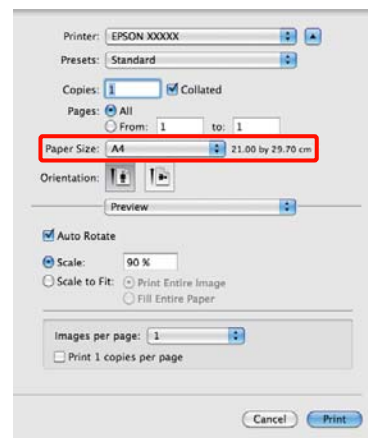 Printer: EPSON XXXXX
Presets: Standard
Copies: 1 Collated
Pages: All
From: 1 to: 1
Paper Size: A4 21.00 by 29.70 cm
Orientation:
Preview
Auto Rotate
Scale: 90 %
Scale to Fit: Print Entire Image
Fill Entire Paper
Images per page: 1
Print 1 copies per page
Cancel Print